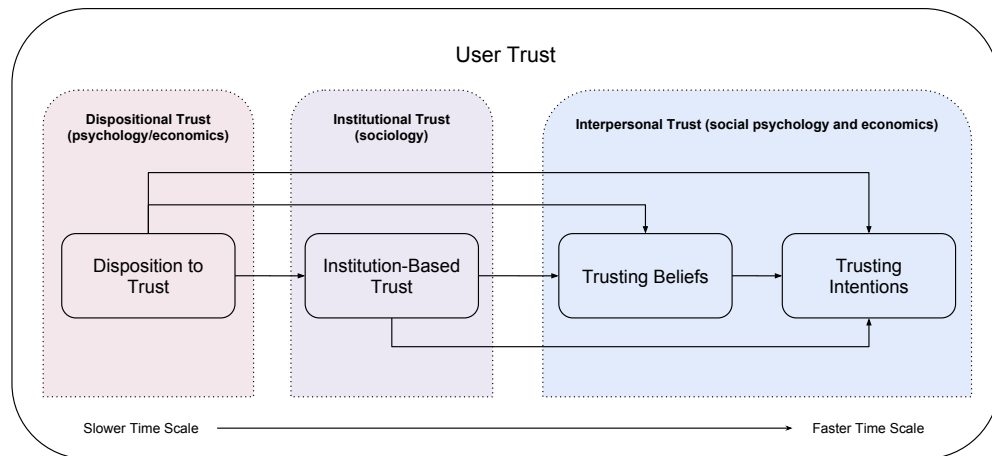 User Trust
Dispositional Trust
(psychology/economics)
Institutional Trust
(sociology)
Interpersonal Trust (social psychology and economics)
Disposition to
Trust
Institution-Based
Trust
Trusting Beliefs
Trusting
Intentions
Slower Time Scale
Faster Time Scale